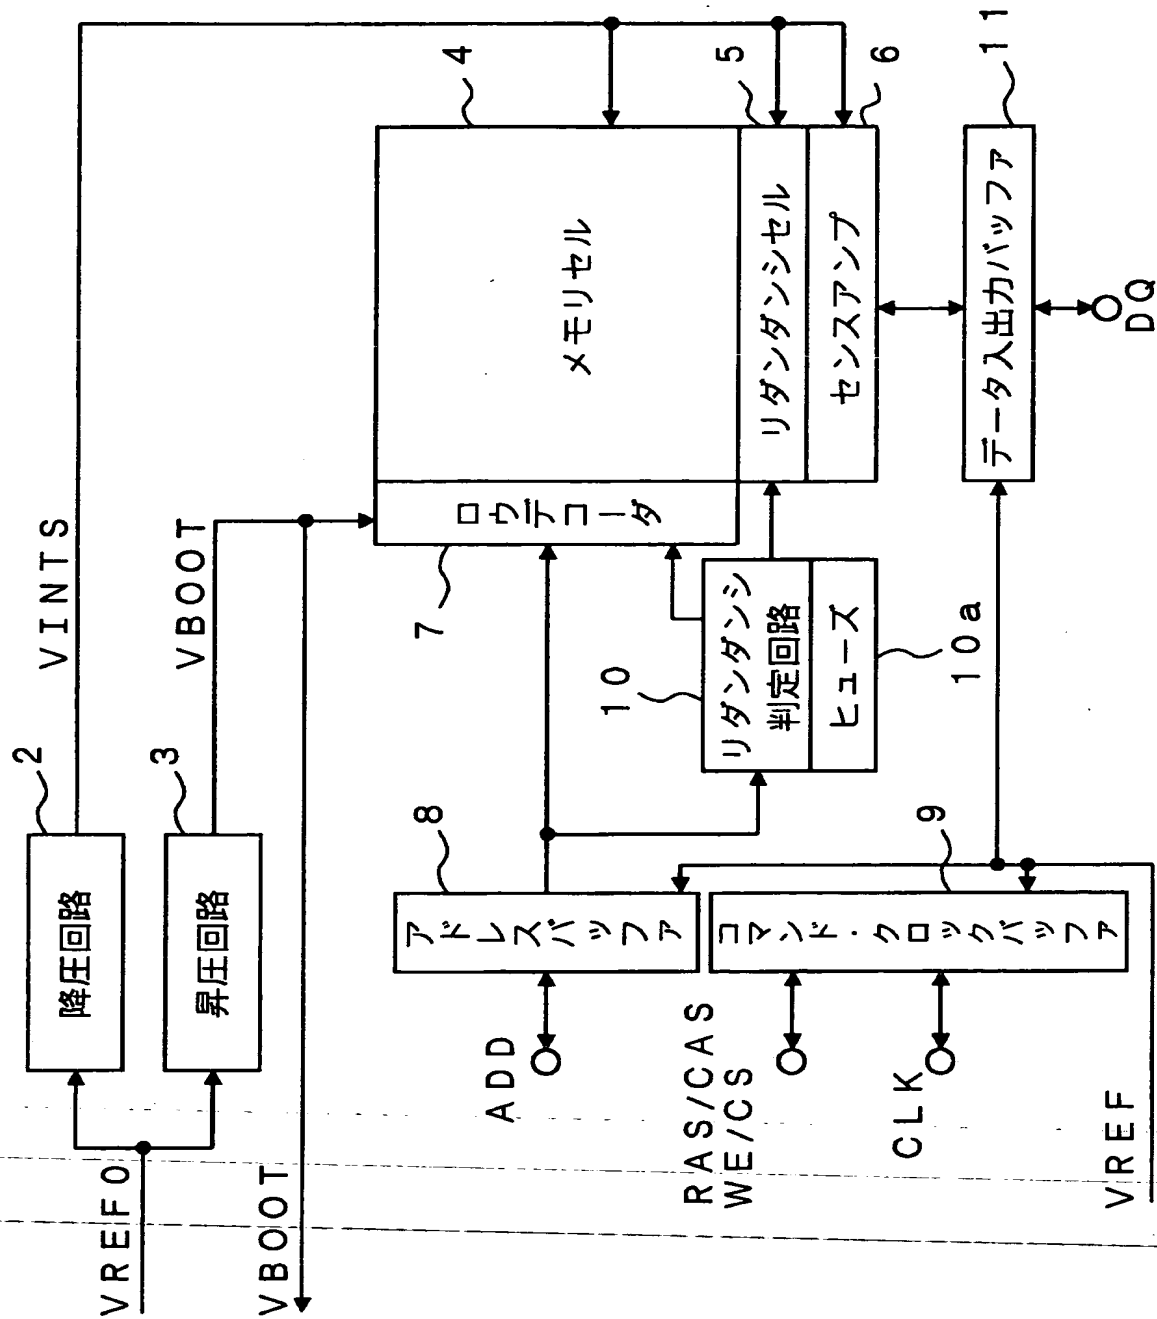 VREF0
VBOOT
降圧回路
2
昇圧回路
3
VINTS
VBOOT
ADD
アドレスバッファ
8
RAS/CAS
WE/CS
CLK
コマンド・クロックバッファ
9
VREF
リダンダンシ
判定回路
10
ヒューズ
10a
ロウデコーダ
7
メモリセル
4
リダンダンシセル
5
センスアンプ
6
データ入出力バッファ
11
DQ